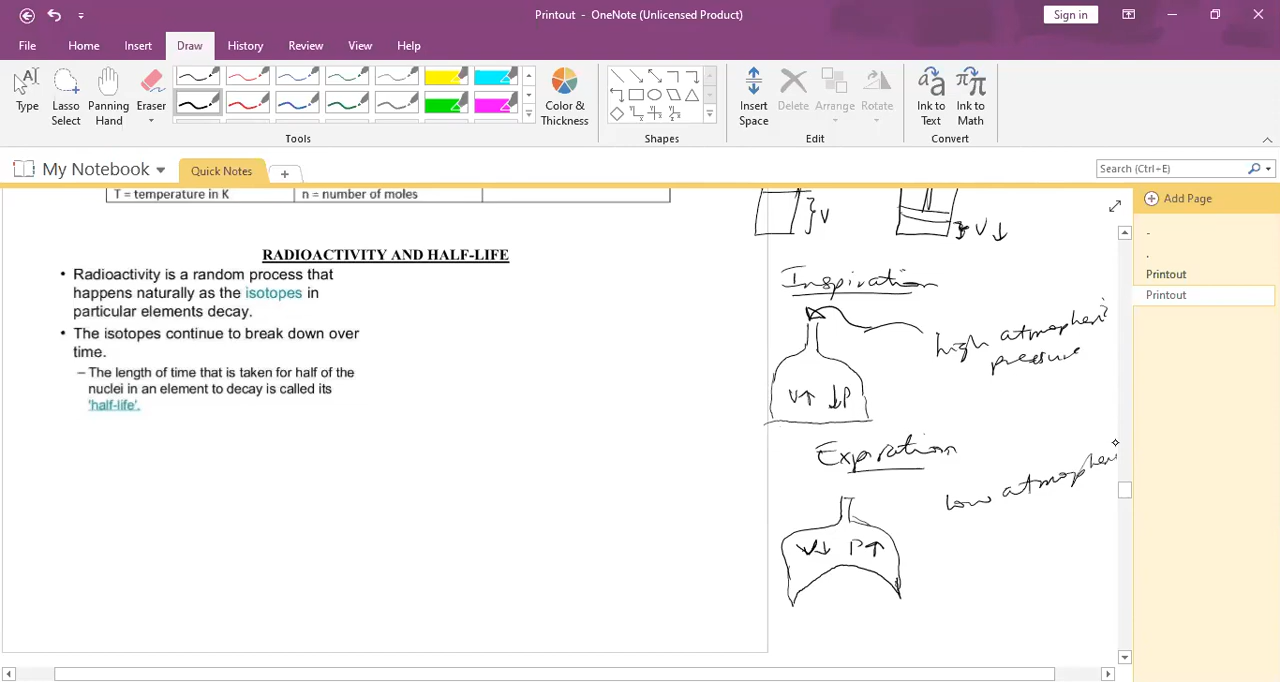 Printout - OneNote (Unlicensed Product)
Sign in
File Home Insert Draw History Review View Help
Type
Lasso Select
Panning Hand
Eraser
Color & Thickness
Insert Space
Delete
Arrange
Rotate
Ink to Text
Ink to Math
Tools
Shapes
Edit
Convert
My Notebook
Quick Notes
Search (Ctrl+E)
Add Page
-
.
Printout
Printout
T = temperature in K n = number of moles
RADIOACTIVITY AND HALF-LIFE
• Radioactivity is a random process that
happens naturally as the isotopes in
particular elements decay.
• The isotopes continue to break down over
time.
– The length of time that is taken for half of the
nuclei in an element to decay is called its
'half-life'.
V
V↓
Inspiration
high atmospheric
pressure
V↑ ↓P
Expiration
low atmospheri
V↓ P↑